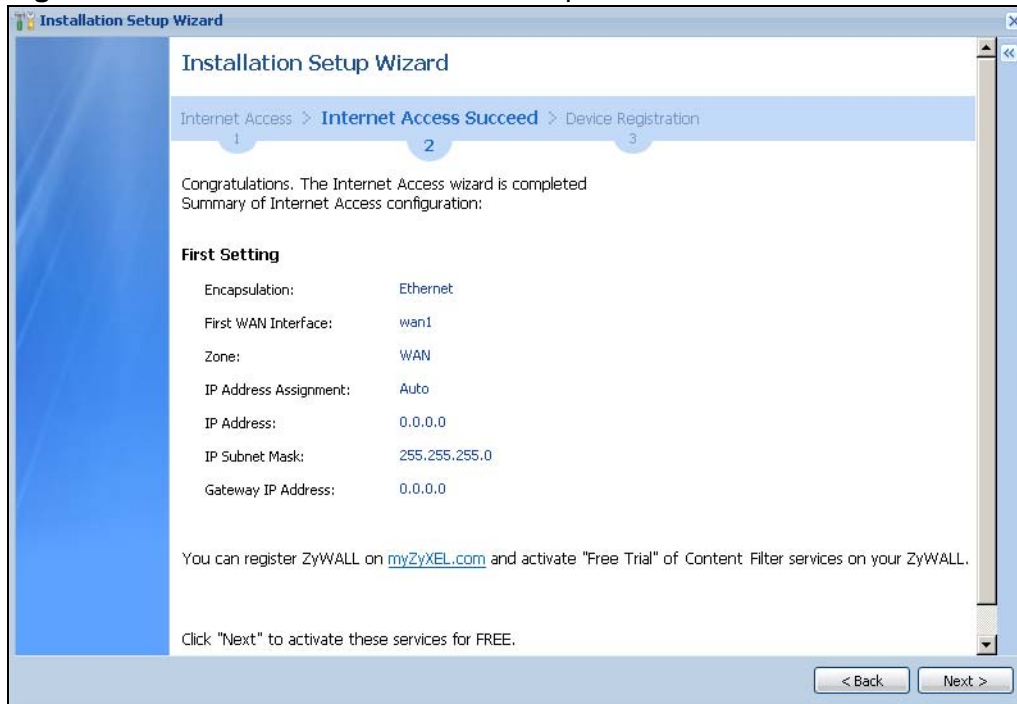 Installation Setup Wizard
Installation Setup Wizard
Internet Access > Internet Access Succeed > Device Registration
1 2 3
Congratulations. The Internet Access wizard is completed
Summary of Internet Access configuration:
First Setting
Encapsulation: Ethernet
First WAN Interface: wan1
Zone: WAN
IP Address Assignment: Auto
IP Address: 0.0.0.0
IP Subnet Mask: 255.255.255.0
Gateway IP Address: 0.0.0.0
You can register ZyWALL on myZyXEL.com and activate "Free Trial" of Content Filter services on your ZyWALL.
Click "Next" to activate these services for FREE.
< Back Next >